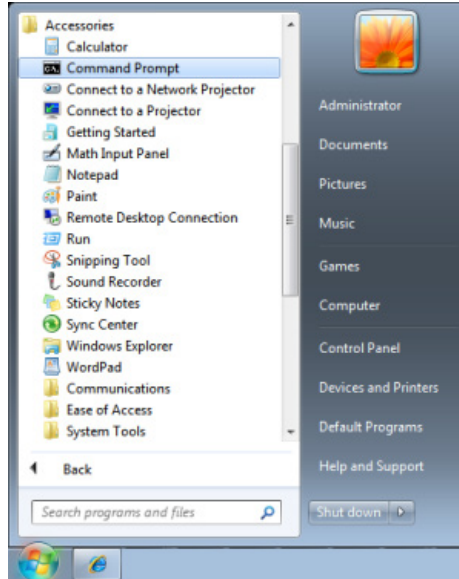 Accessories
Calculator
Command Prompt
Connect to a Network Projector
Connect to a Projector
Getting Started
Math Input Panel
Notepad
Paint
Remote Desktop Connection
Run
Snipping Tool
Sound Recorder
Sticky Notes
Sync Center
Windows Explorer
WordPad
Communications
Ease of Access
System Tools
Back
Search programs and files
Administrator
Documents
Pictures
Music
Games
Computer
Control Panel
Devices and Printers
Default Programs
Help and Support
Shut down